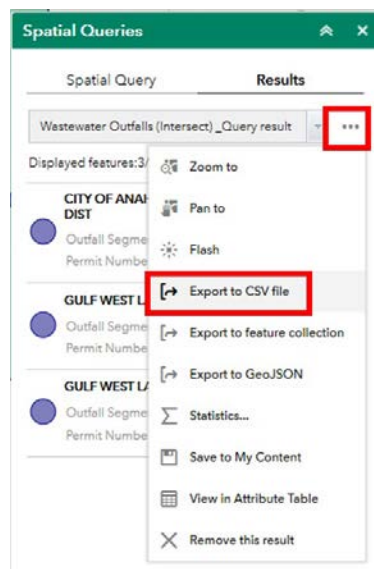 Spatial Queries
Spatial Query Results
Wastewater Outfalls (Intersect) _Query result
Displayed features:3/
Zoom to
CITY OF ANAH
DIST
Pan to
Outfall Segme
Permit Numbe
Flash
Export to CSV file
GULF WEST L
Outfall Segme
Export to feature collection
Permit Numbe
Export to GeoJSON
GULF WEST LA
Outfall Segme
Statistics...
Permit Numbe
Save to My Content
View in Attribute Table
Remove this result